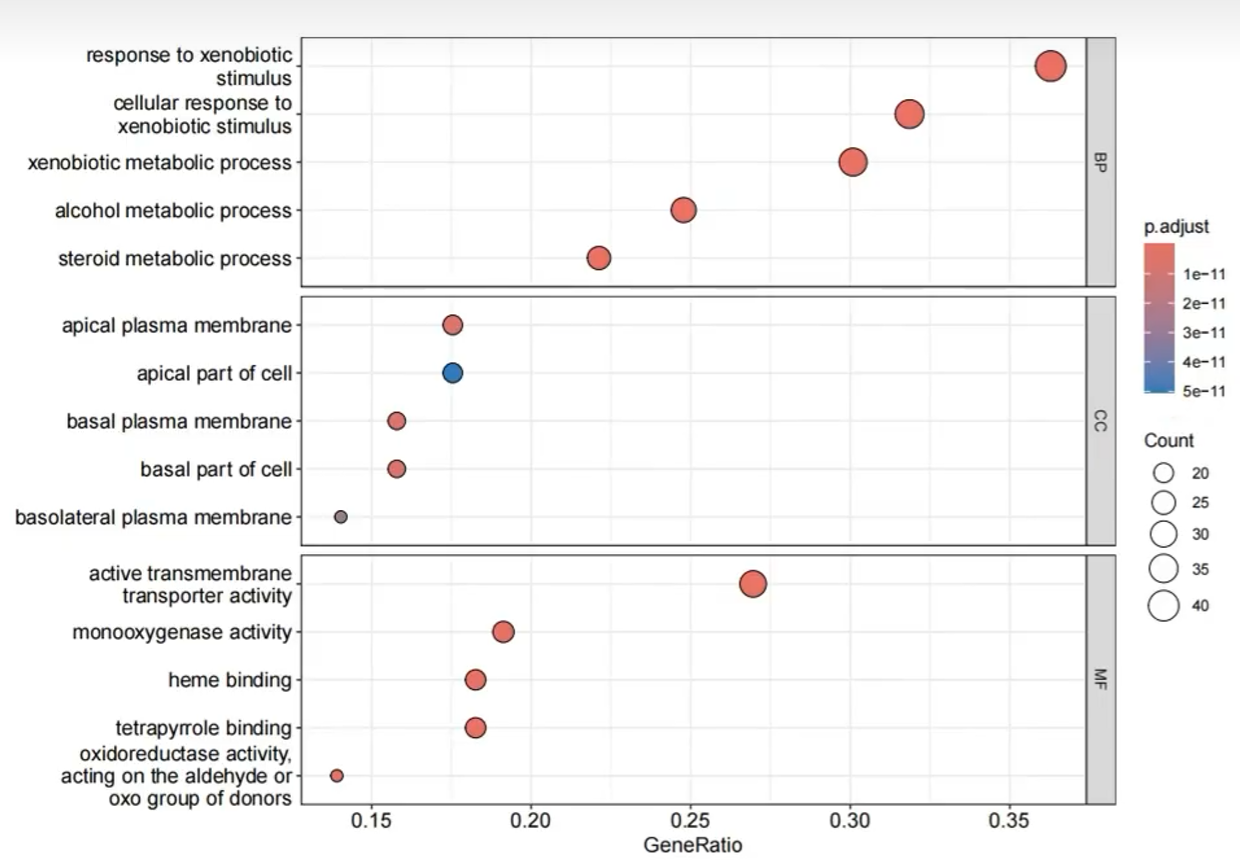 response to xenobiotic
stimulus
cellular response to
xenobiotic stimulus
xenobiotic metabolic process
alcohol metabolic process
steroid metabolic process
BP
apical plasma membrane
apical part of cell
basal plasma membrane
basal part of cell
basolateral plasma membrane
CC
active transmembrane
transporter activity
monooxygenase activity
heme binding
tetrapyrrole binding
oxidoreductase activity,
acting on the aldehyde or
oxo group of donors
MF
0.15 0.20 0.25 0.30 0.35
GeneRatio
p.adjust
1e−11
2e−11
3e−11
4e−11
5e−11
Count
20
25
30
35
40